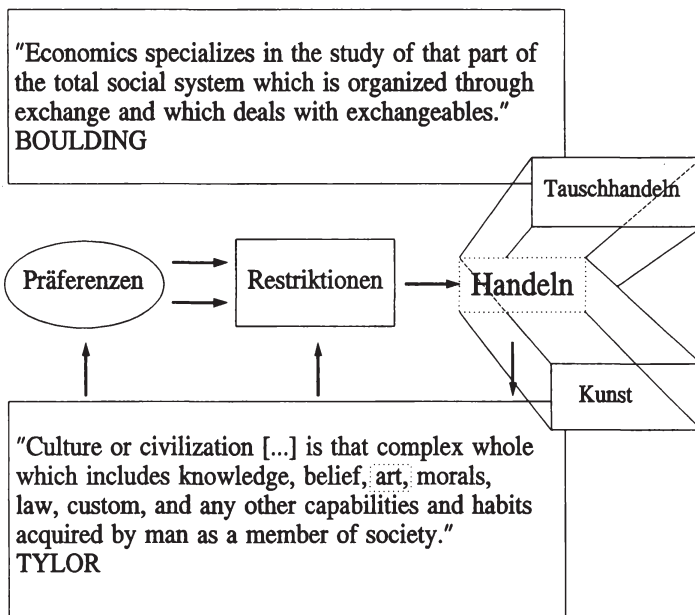 "Economics specializes in the study of that part of
the total social system which is organized through
exchange and which deals with exchangeables."
BOULDING
Tauschhandeln
Präferenzen
Restriktionen
Handeln
Kunst
"Culture or civilization [...] is that complex whole
which includes knowledge, belief, art, morals,
law, custom, and any other capabilities and habits
acquired by man as a member of society."
TYLOR